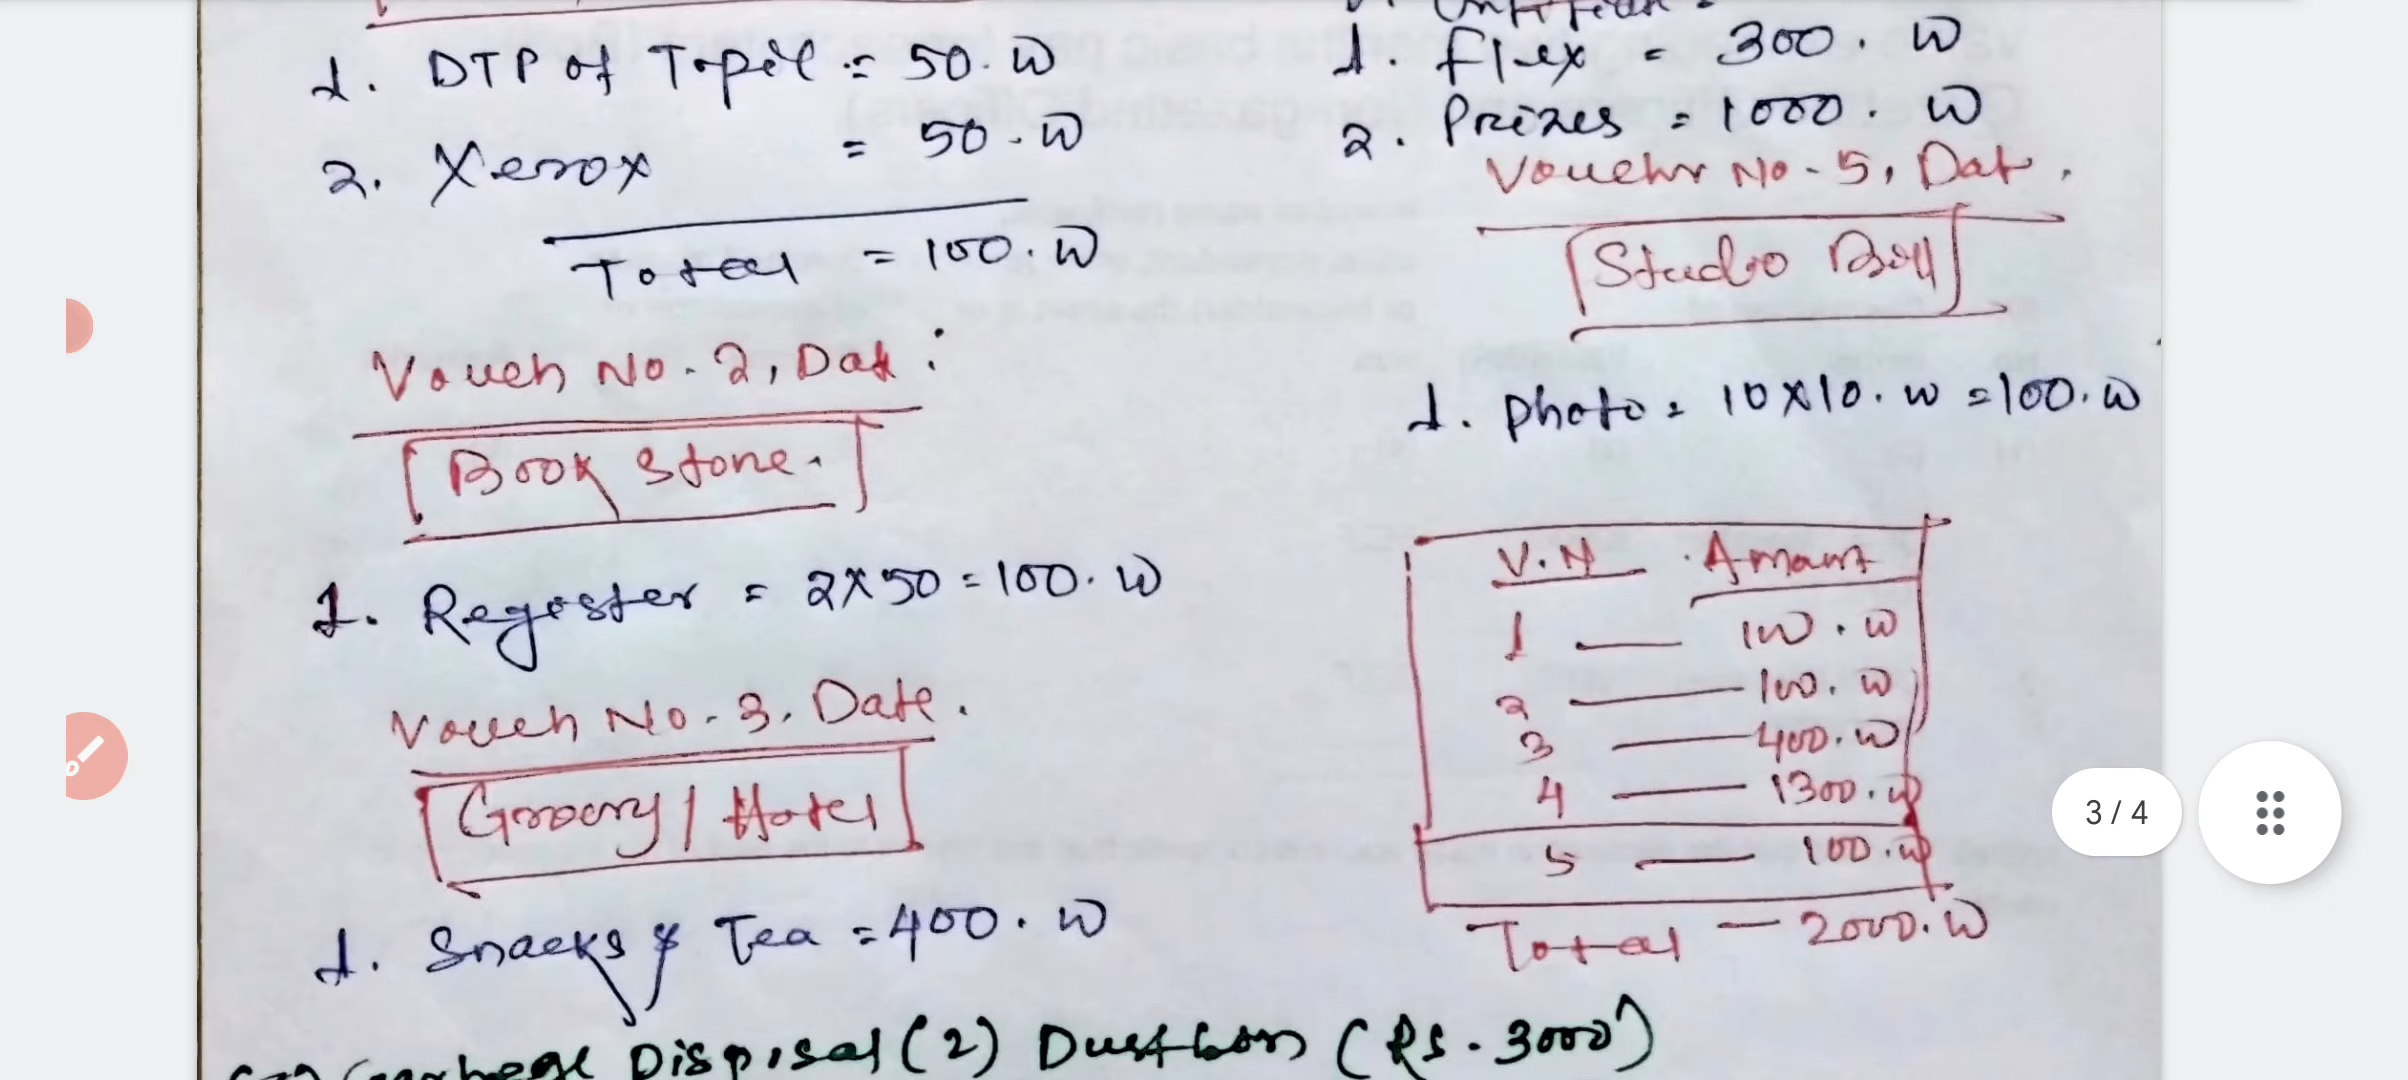 1. DTP of Topic = 50.00
2. Xerox = 50.00
Total = 100.00
Vouch No. 2, Dat :
Book Store.
1. Register = 2x50 = 100.00
Vouch No. 3. Date.
Grocery / Hotel
1. Snacks & Tea = 400.00
1. Flex = 300.00
2. Prizes = 1000.00
Voucher No - 5, Dat.
Studio Bill
1. Photo = 10x10.00 = 100.00
V.N Amount
1 — 100.00
2 — 100.00
3 — 400.00
4 — 1300.00
5 — 100.00
Total — 2000.00
Garbage Disposal (2) Dustbin (Rs. 3000)
3 / 4